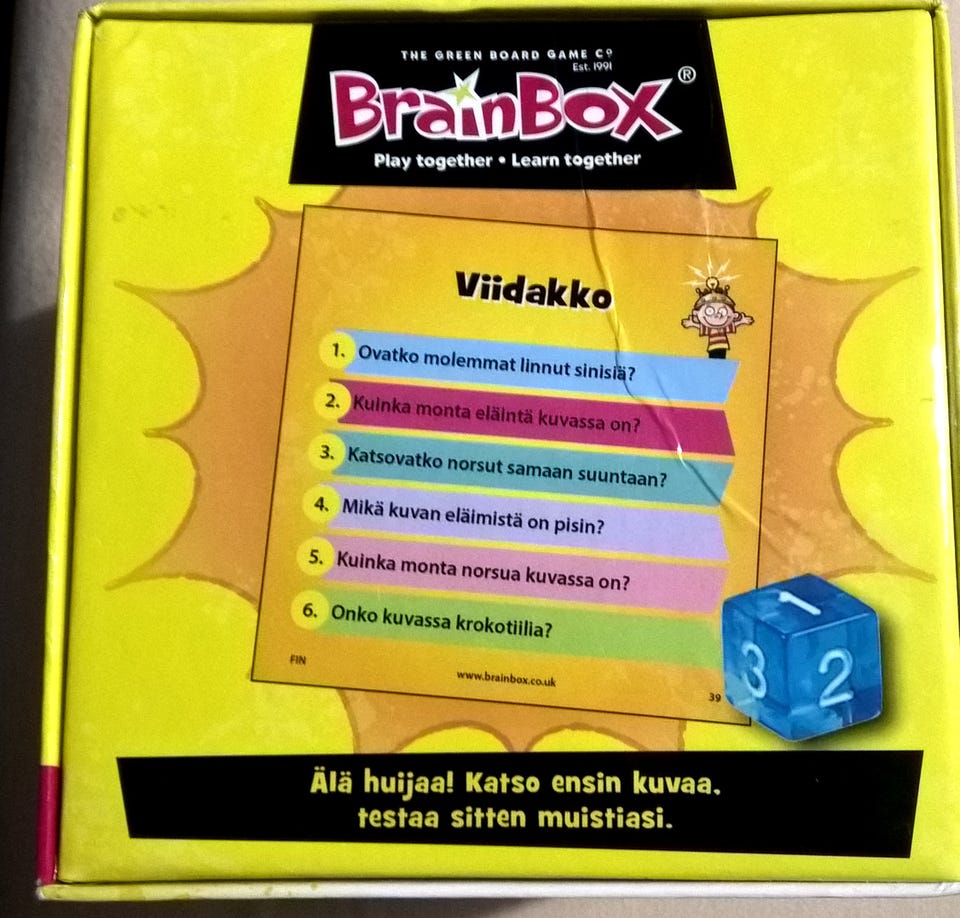 THE GREEN BOARD GAME Cº
Est. 1991
BrainBox®
Play together • Learn together
Viidakko
1. Ovatko molemmat linnut sinisiä?
2. Kuinka monta eläintä kuvassa on?
3. Katsovatko norsut samaan suuntaan?
4. Mikä kuvan eläimistä on pisin?
5. Kuinka monta norsua kuvassa on?
6. Onko kuvassa krokotiilia?
FIN
www.brainbox.co.uk
39
1
3 2
Älä huijaa! Katso ensin kuvaa,
testaa sitten muistiasi.